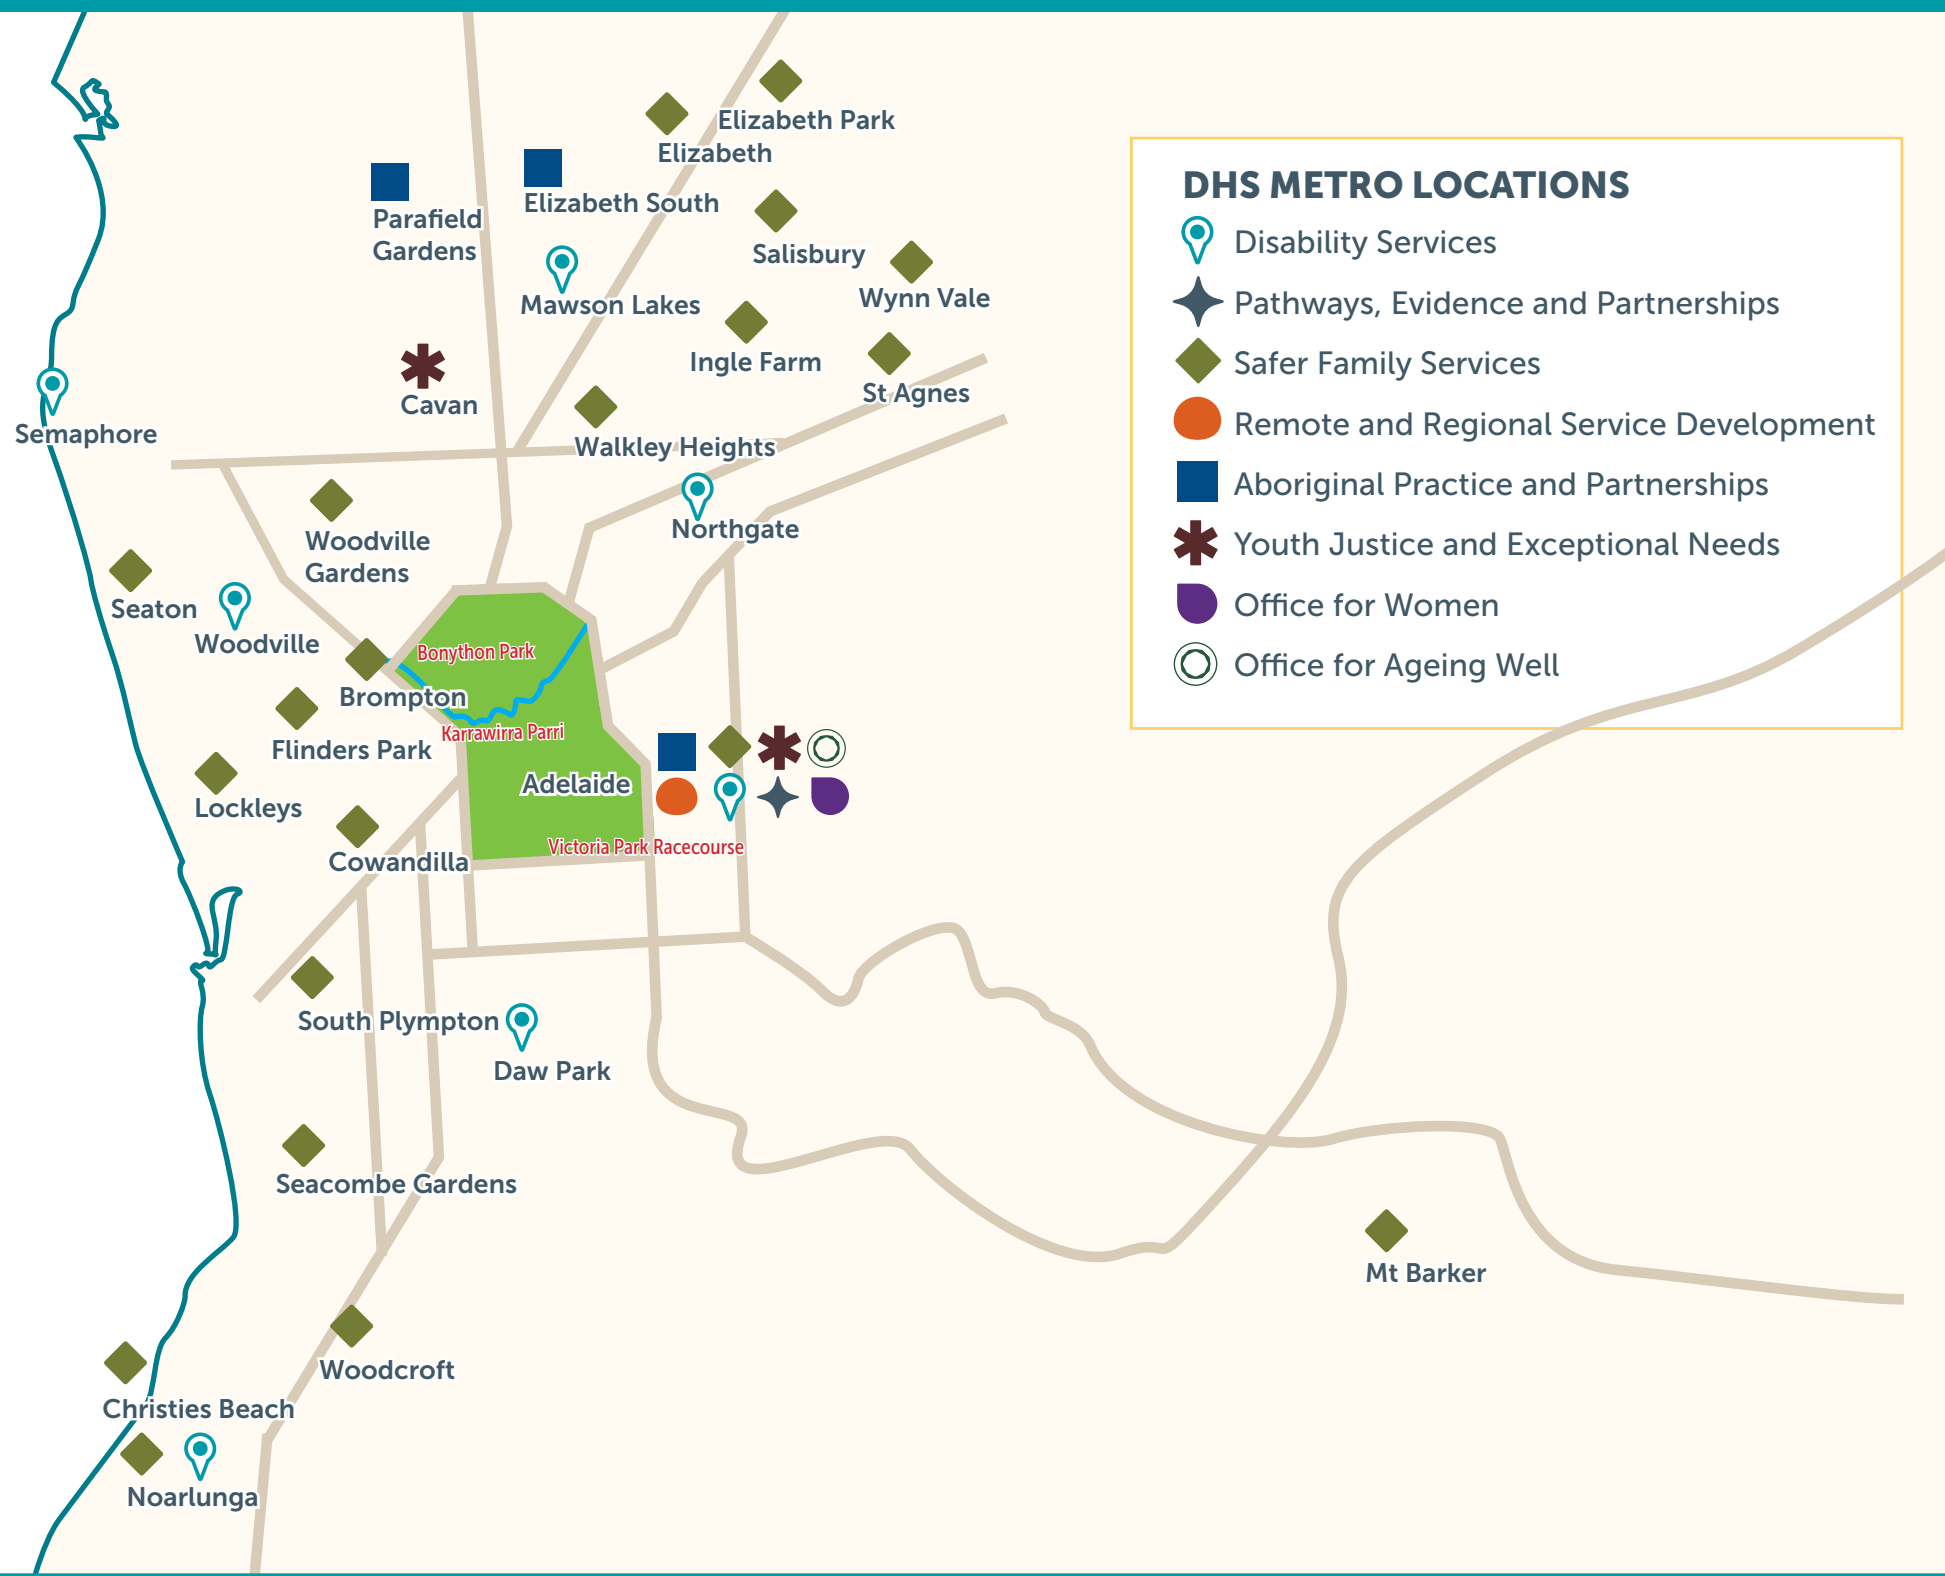 Elizabeth Park
Elizabeth
Elizabeth South
Parafield
Gardens
Salisbury
Wynn Vale
Mawson Lakes
Ingle Farm
St Agnes
Cavan
Semaphore
Walkley Heights
Northgate
Woodville
Gardens
Seaton
Woodville
Bonython Park
Brompton
Karrawirra Parri
Flinders Park
Adelaide
Lockleys
Victoria Park Racecourse
Cowandilla
South Plympton
Daw Park
Seacombe Gardens
Mt Barker
Woodcroft
Christies Beach
Noarlunga
DHS METRO LOCATIONS
Disability Services
Pathways, Evidence and Partnerships
Safer Family Services
Remote and Regional Service Development
Aboriginal Practice and Partnerships
Youth Justice and Exceptional Needs
Office for Women
Office for Ageing Well